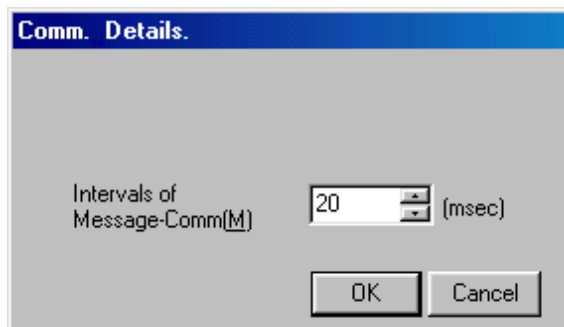 Comm. Details.
Intervals of
Message-Comm(M)
20
(msec)
OK
Cancel